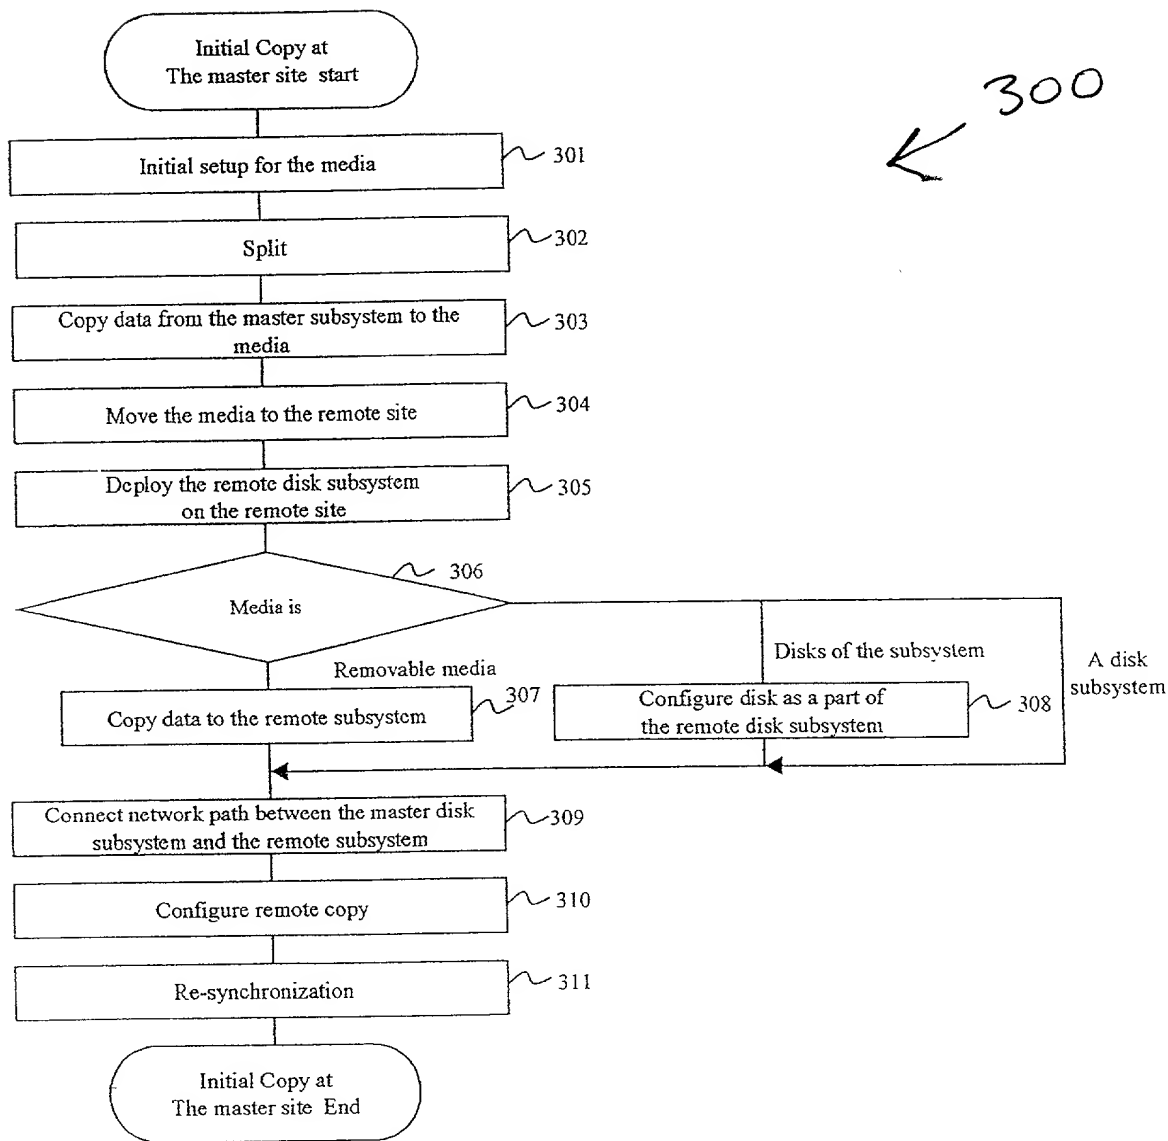 Initial Copy at
The master site start
300
Initial setup for the media
301
Split
302
Copy data from the master subsystem to the
media
303
Move the media to the remote site
304
Deploy the remote disk subsystem
on the remote site
305
306
Media is
Removable media
Disks of the subsystem
A disk
subsystem
Copy data to the remote subsystem
307
Configure disk as a part of
the remote disk subsystem
308
Connect network path between the master disk
subsystem and the remote subsystem
309
Configure remote copy
310
Re-synchronization
311
Initial Copy at
The master site End